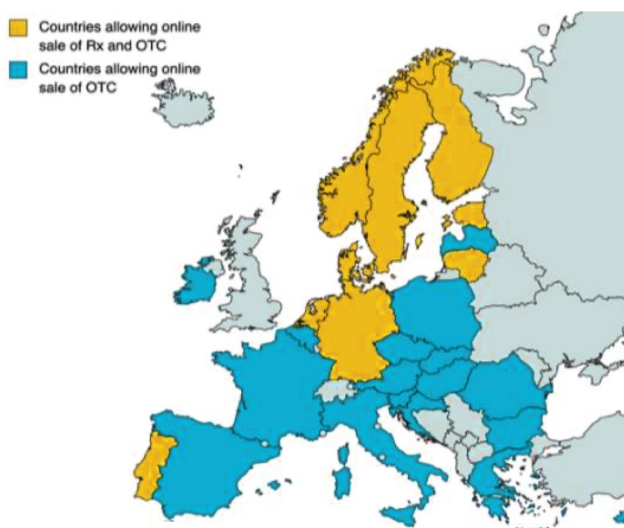 Countries allowing online
sale of Rx and OTC
Countries allowing online
sale of OTC